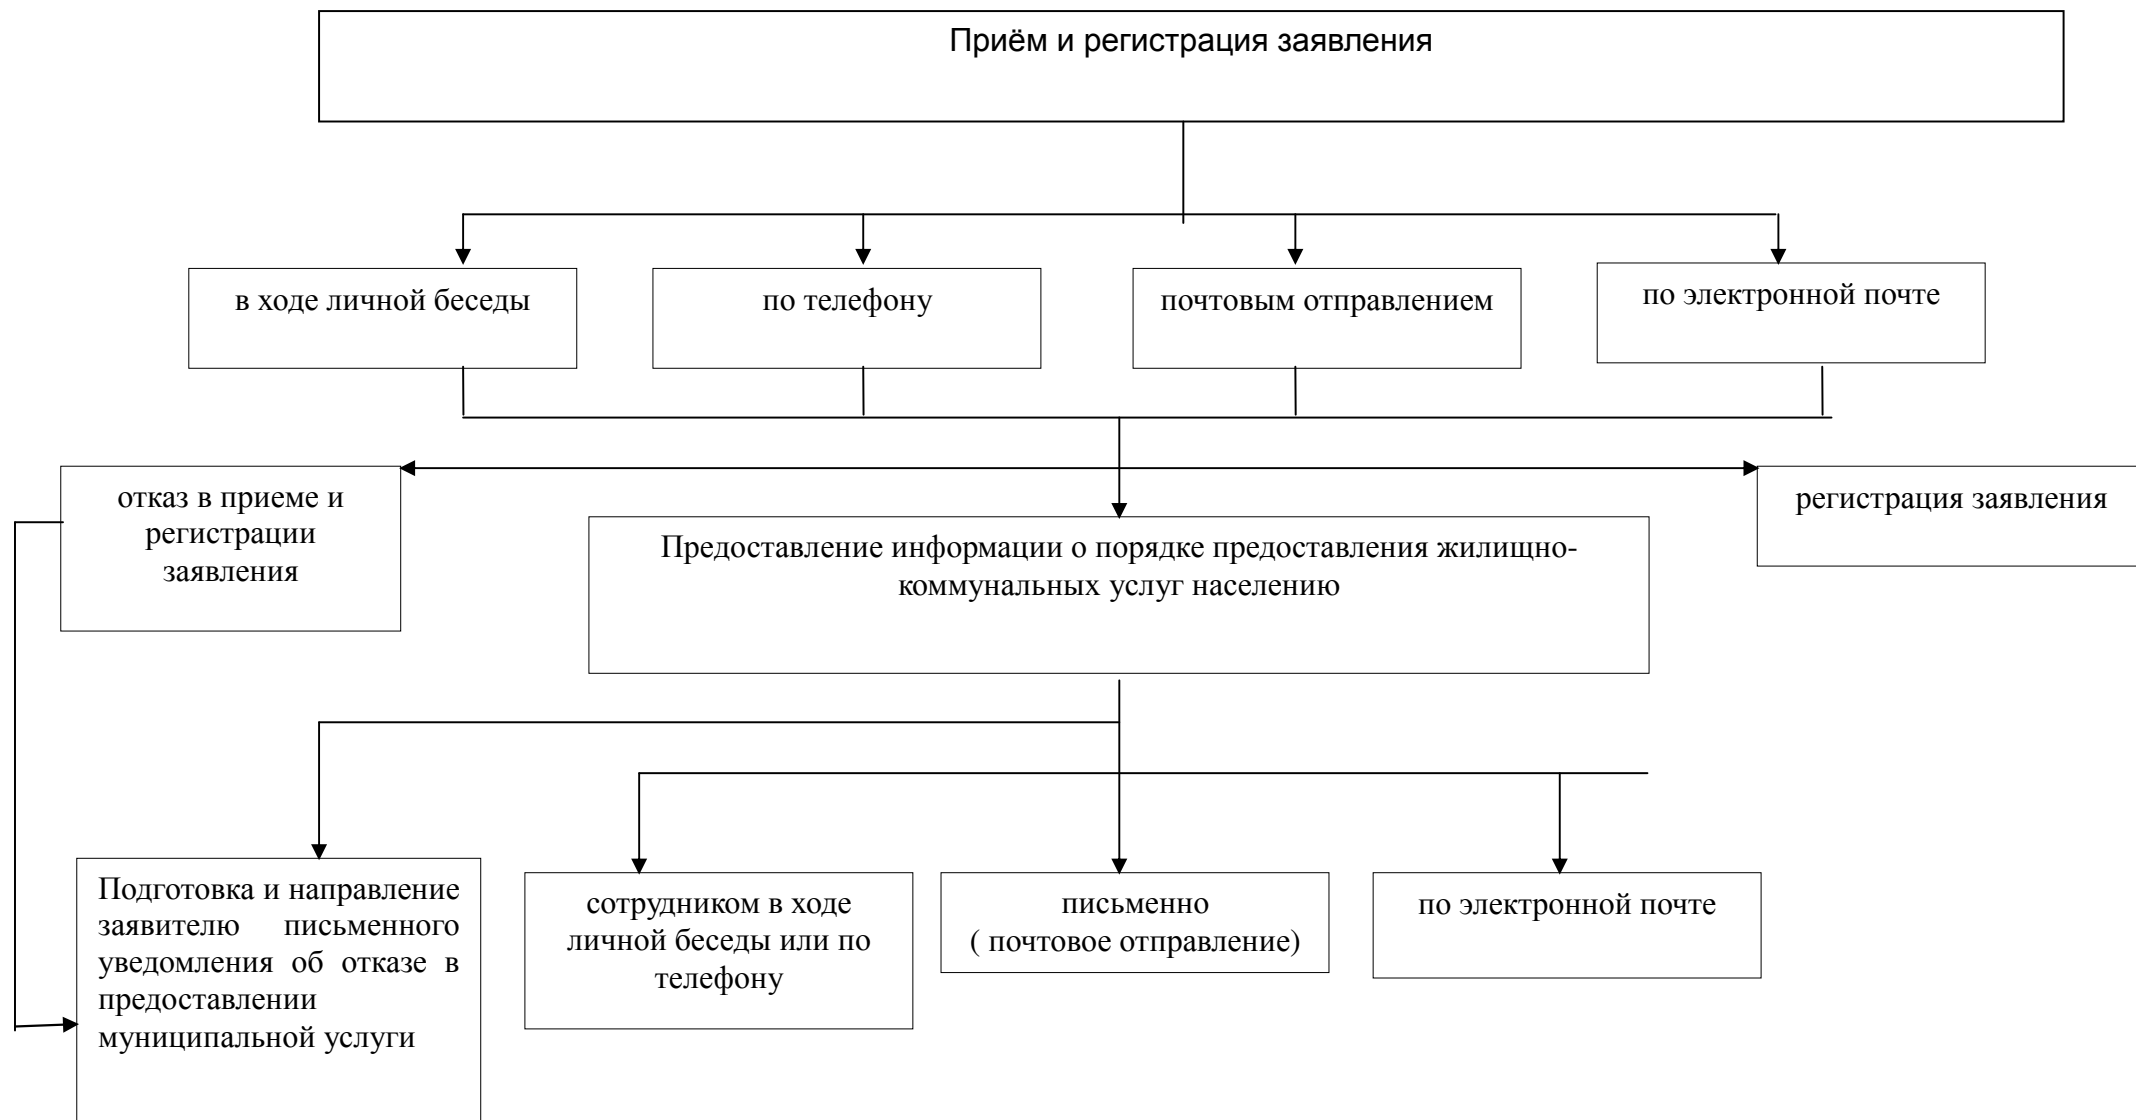 Приём и регистрация заявления
в ходе личной беседы
по телефону
почтовым отправлением
по электронной почте
отказ в приеме и
регистрации
заявления
регистрация заявления
Предоставление информации о порядке предоставления жилищно-
коммунальных услуг населению
Подготовка и направление
заявителю письменного
уведомления об отказе в
предоставлении
муниципальной услуги
сотрудником в ходе
личной беседы или по
телефону
письменно
( почтовое отправление)
по электронной почте